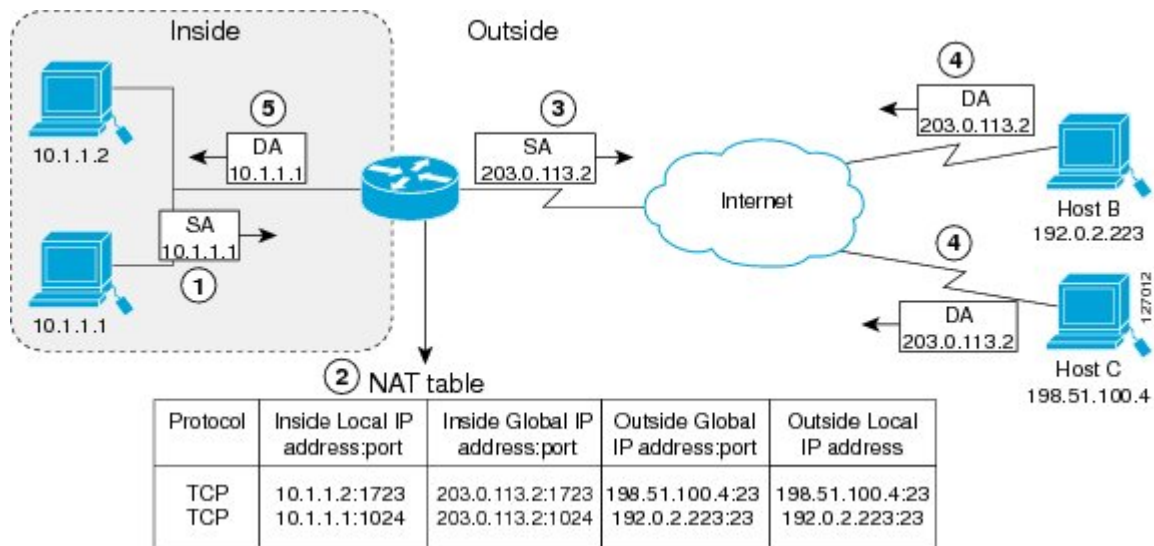 Inside
Outside
10.1.1.2
5
DA
10.1.1.1
SA
10.1.1.1
1
10.1.1.1
3
SA
203.0.113.2
Internet
4
DA
203.0.113.2
Host B
192.0.2.223
4
DA
203.0.113.2
Host C
198.51.100.4
127012
2 NAT table
Protocol
Inside Local IP
address:port
Inside Global IP
address:port
Outside Global
IP address:port
Outside Local
IP address
TCP 10.1.1.2:1723 203.0.113.2:1723 198.51.100.4:23 198.51.100.4:23
TCP 10.1.1.1:1024 203.0.113.2:1024 192.0.2.223:23 192.0.2.223:23